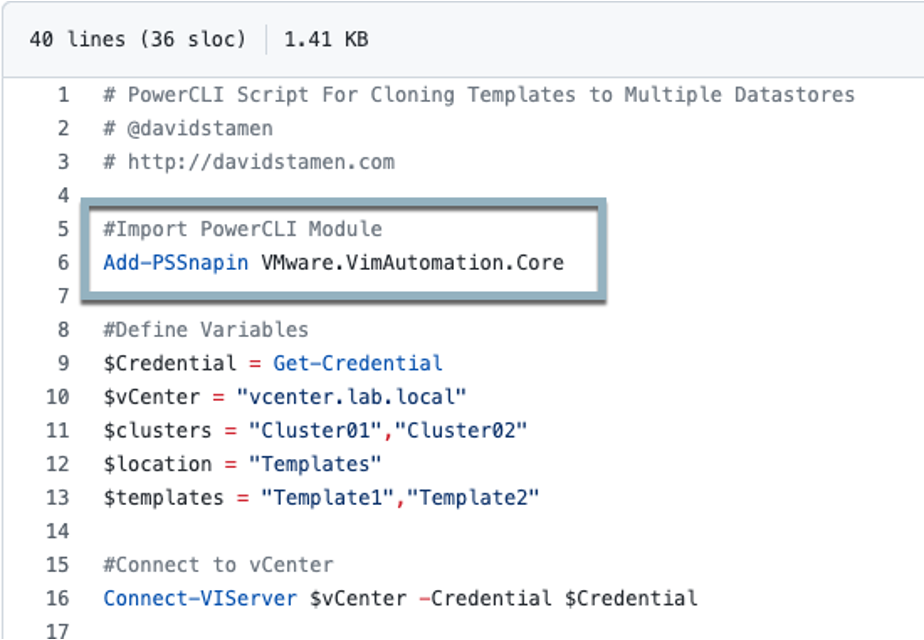 40 lines (36 sloc) 1.41 KB
1 # PowerCLI Script For Cloning Templates to Multiple Datastores
2 # @davidstamen
3 # http://davidstamen.com
4
5 #Import PowerCLI Module
6 Add-PSSnapin VMware.VimAutomation.Core
7
8 #Define Variables
9 $Credential = Get-Credential
10 $vCenter = "vcenter.lab.local"
11 $clusters = "Cluster01","Cluster02"
12 $location = "Templates"
13 $templates = "Template1","Template2"
14
15 #Connect to vCenter
16 Connect-VIServer $vCenter -Credential $Credential
17